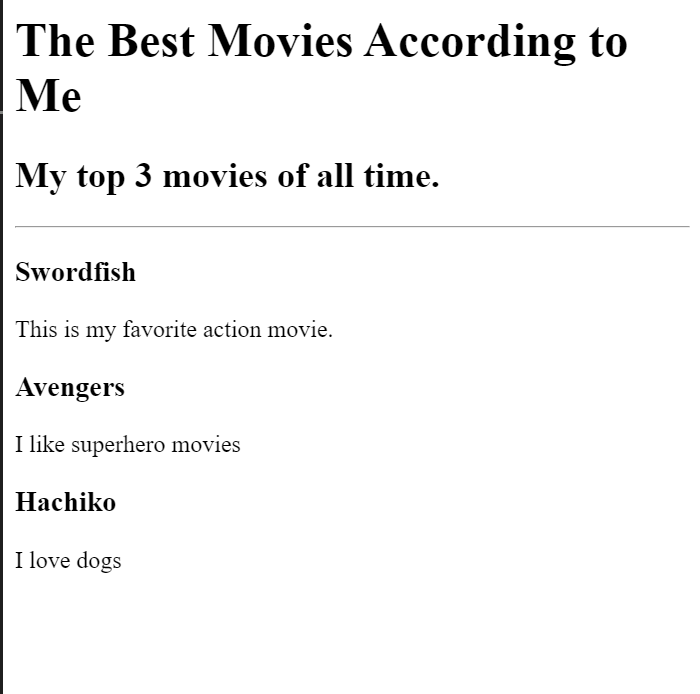 The Best Movies According to
Me
My top 3 movies of all time.
Swordfish
This is my favorite action movie.
Avengers
I like superhero movies
Hachiko
I love dogs